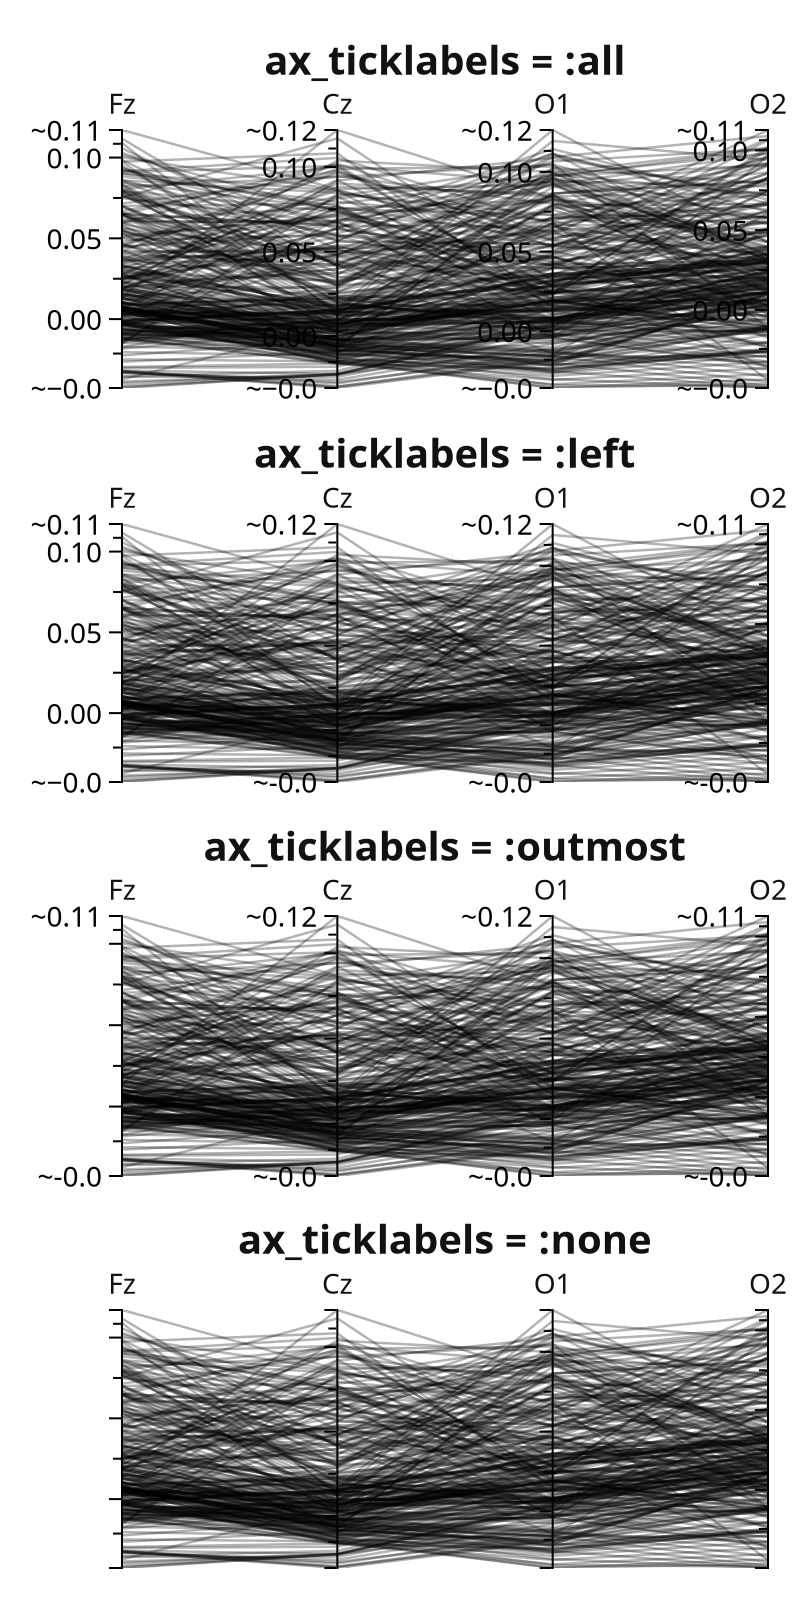 ax_ticklabels = :all
Fz Cz O1 O2
~0.11 ~0.12 ~0.12 ~0.11
0.10 0.10 0.10 0.10
0.05 0.05 0.05 0.05
0.00 0.00 0.00 0.00
~−0.0 ~−0.0 ~−0.0 ~−0.0
ax_ticklabels = :left
Fz Cz O1 O2
~0.11 ~0.12 ~0.12 ~0.11
0.10
0.05
0.00
~−0.0 ~-0.0 ~-0.0 ~-0.0
ax_ticklabels = :outmost
Fz Cz O1 O2
~0.11 ~0.12 ~0.12 ~0.11
~-0.0 ~-0.0 ~-0.0 ~-0.0
ax_ticklabels = :none
Fz Cz O1 O2